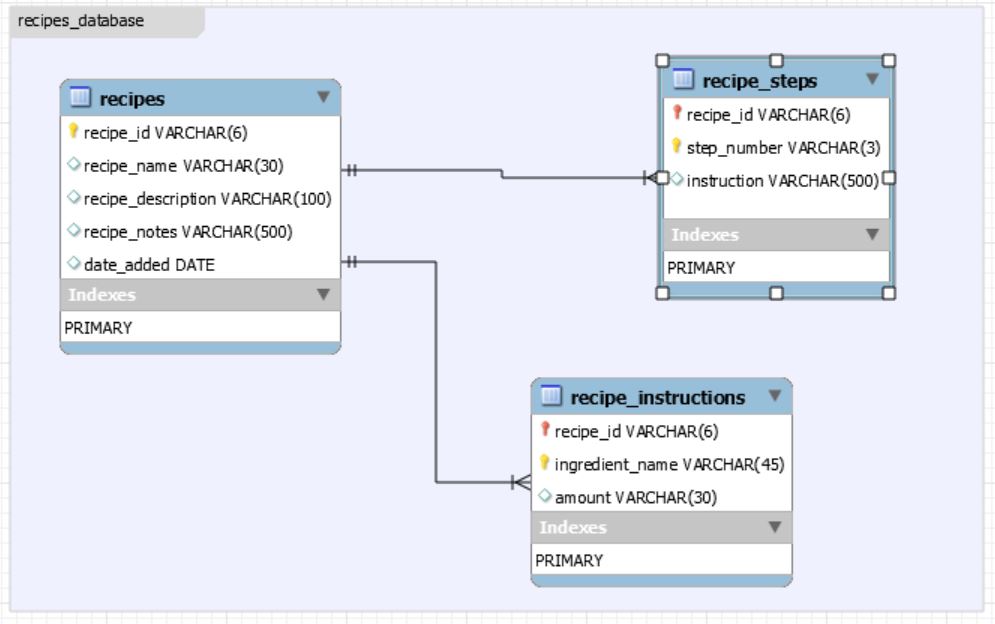 recipes_database
recipes
recipe_id VARCHAR(6)
recipe_name VARCHAR(30)
recipe_description VARCHAR(100)
recipe_notes VARCHAR(500)
date_added DATE
Indexes
PRIMARY
recipe_steps
recipe_id VARCHAR(6)
step_number VARCHAR(3)
instruction VARCHAR(500)
Indexes
PRIMARY
recipe_instructions
recipe_id VARCHAR(6)
ingredient_name VARCHAR(45)
amount VARCHAR(30)
Indexes
PRIMARY